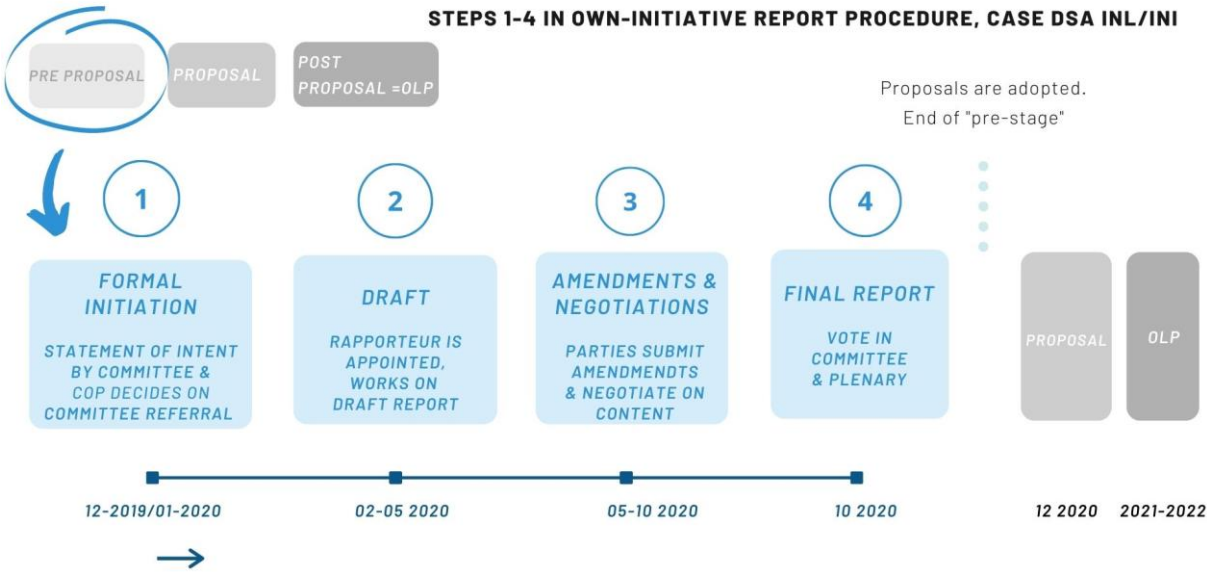 STEPS 1-4 IN OWN-INITIATIVE REPORT PROCEDURE, CASE DSA INL/INI
PRE PROPOSAL
PROPOSAL
POST
PROPOSAL =OLP
Proposals are adopted.
End of "pre-stage"
1
2
3
4
FORMAL
INITIATION
STATEMENT OF INTENT
BY COMMITTEE &
COP DECIDES ON
COMMITTEE REFERRAL
DRAFT
RAPPORTEUR IS
APPOINTED,
WORKS ON
DRAFT REPORT
AMENDMENTS &
NEGOTIATIONS
PARTIES SUBMIT
AMENDMENDTS
& NEGOTIATE ON
CONTENT
FINAL REPORT
VOTE IN
COMMITTEE
& PLENARY
PROPOSAL
OLP
12-2019/01-2020
02-05 2020
05-10 2020
10 2020
12 2020
2021-2022